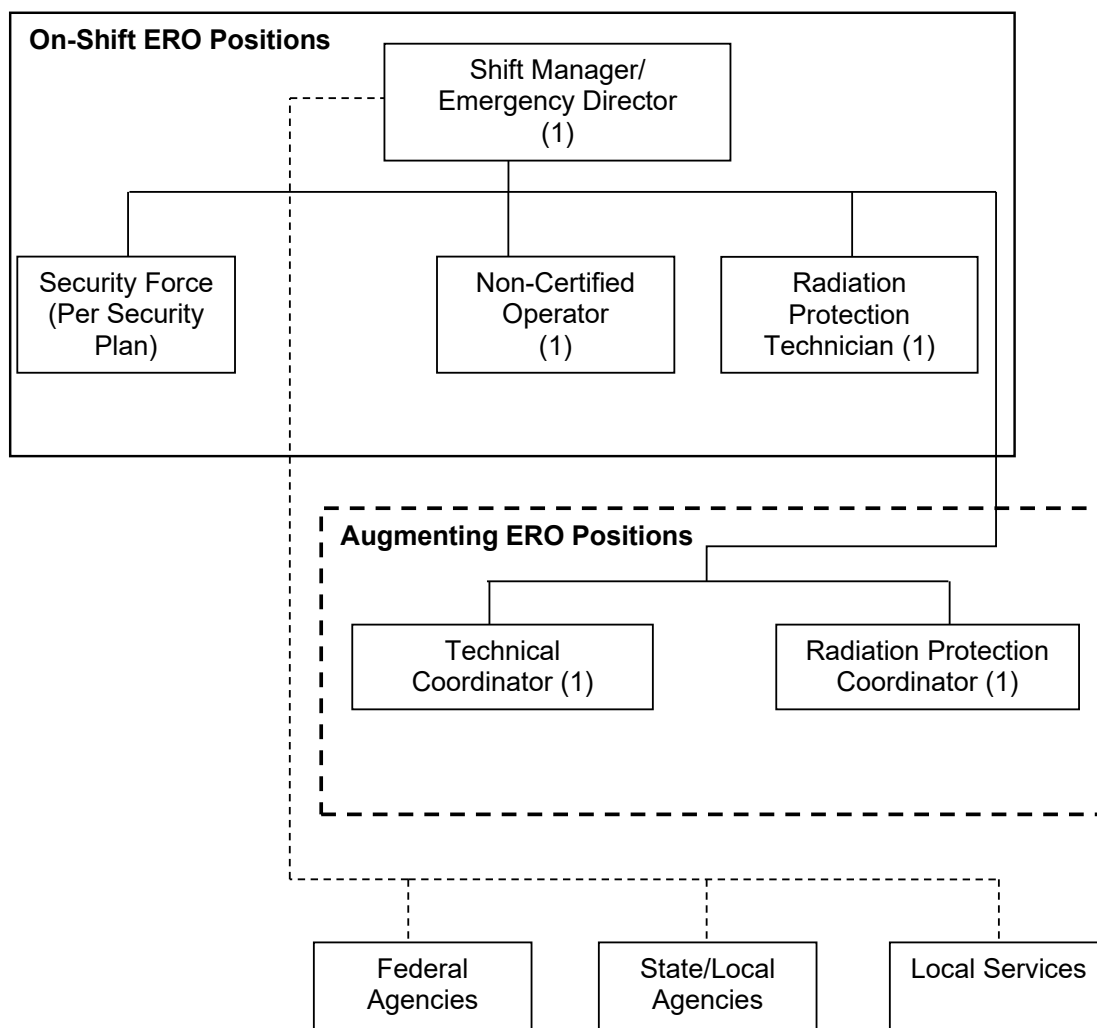 On-Shift ERO Positions
Shift Manager/
Emergency Director
(1)
Security Force
(Per Security
Plan)
Non-Certified
Operator
(1)
Radiation
Protection
Technician (1)
Augmenting ERO Positions
Technical
Coordinator (1)
Radiation Protection
Coordinator (1)
Federal
Agencies
State/Local
Agencies
Local Services